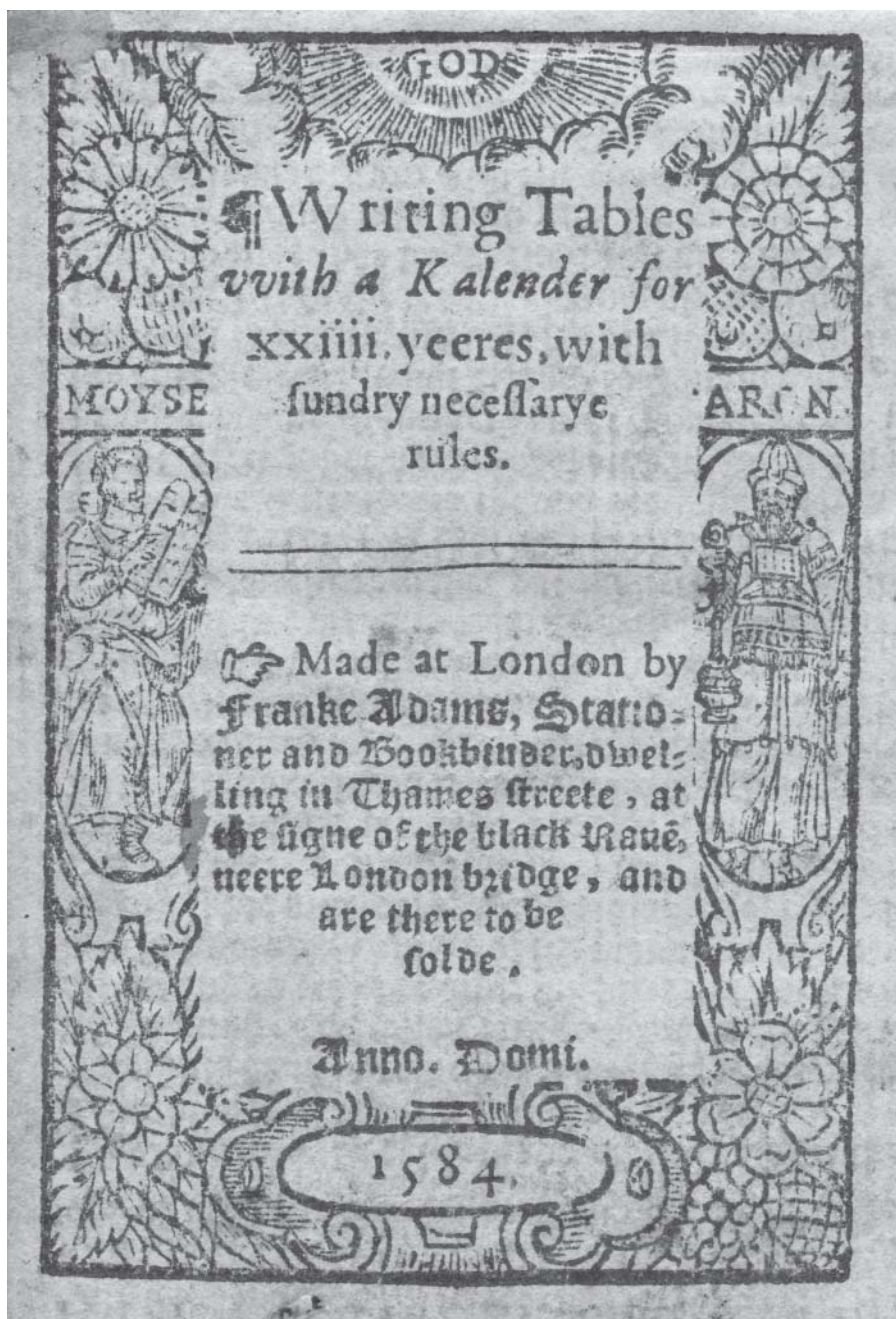 GOD
¶Writing Tables
vvith a Kalender for
xxiiii. yeeres, with
ſundry neceſſarye
rules.
MOYSE
ARON.
☞ Made at London by
Franke Adams, Statio-
ner and Bookbinder, dwel-
ling in Thames ſtreete, at
the ſigne of the black Rauē,
neere London bridge, and
are there to be
ſolde.
Anno. Domi.
1584.